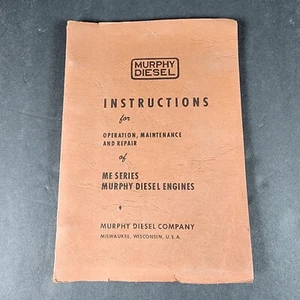 MURPHY
DIESEL
INSTRUCTIONS
for
OPERATION, MAINTENANCE
AND REPAIR
of
ME SERIES
MURPHY DIESEL ENGINES
MURPHY DIESEL COMPANY
MILWAUKEE, WISCONSIN, U.S.A.